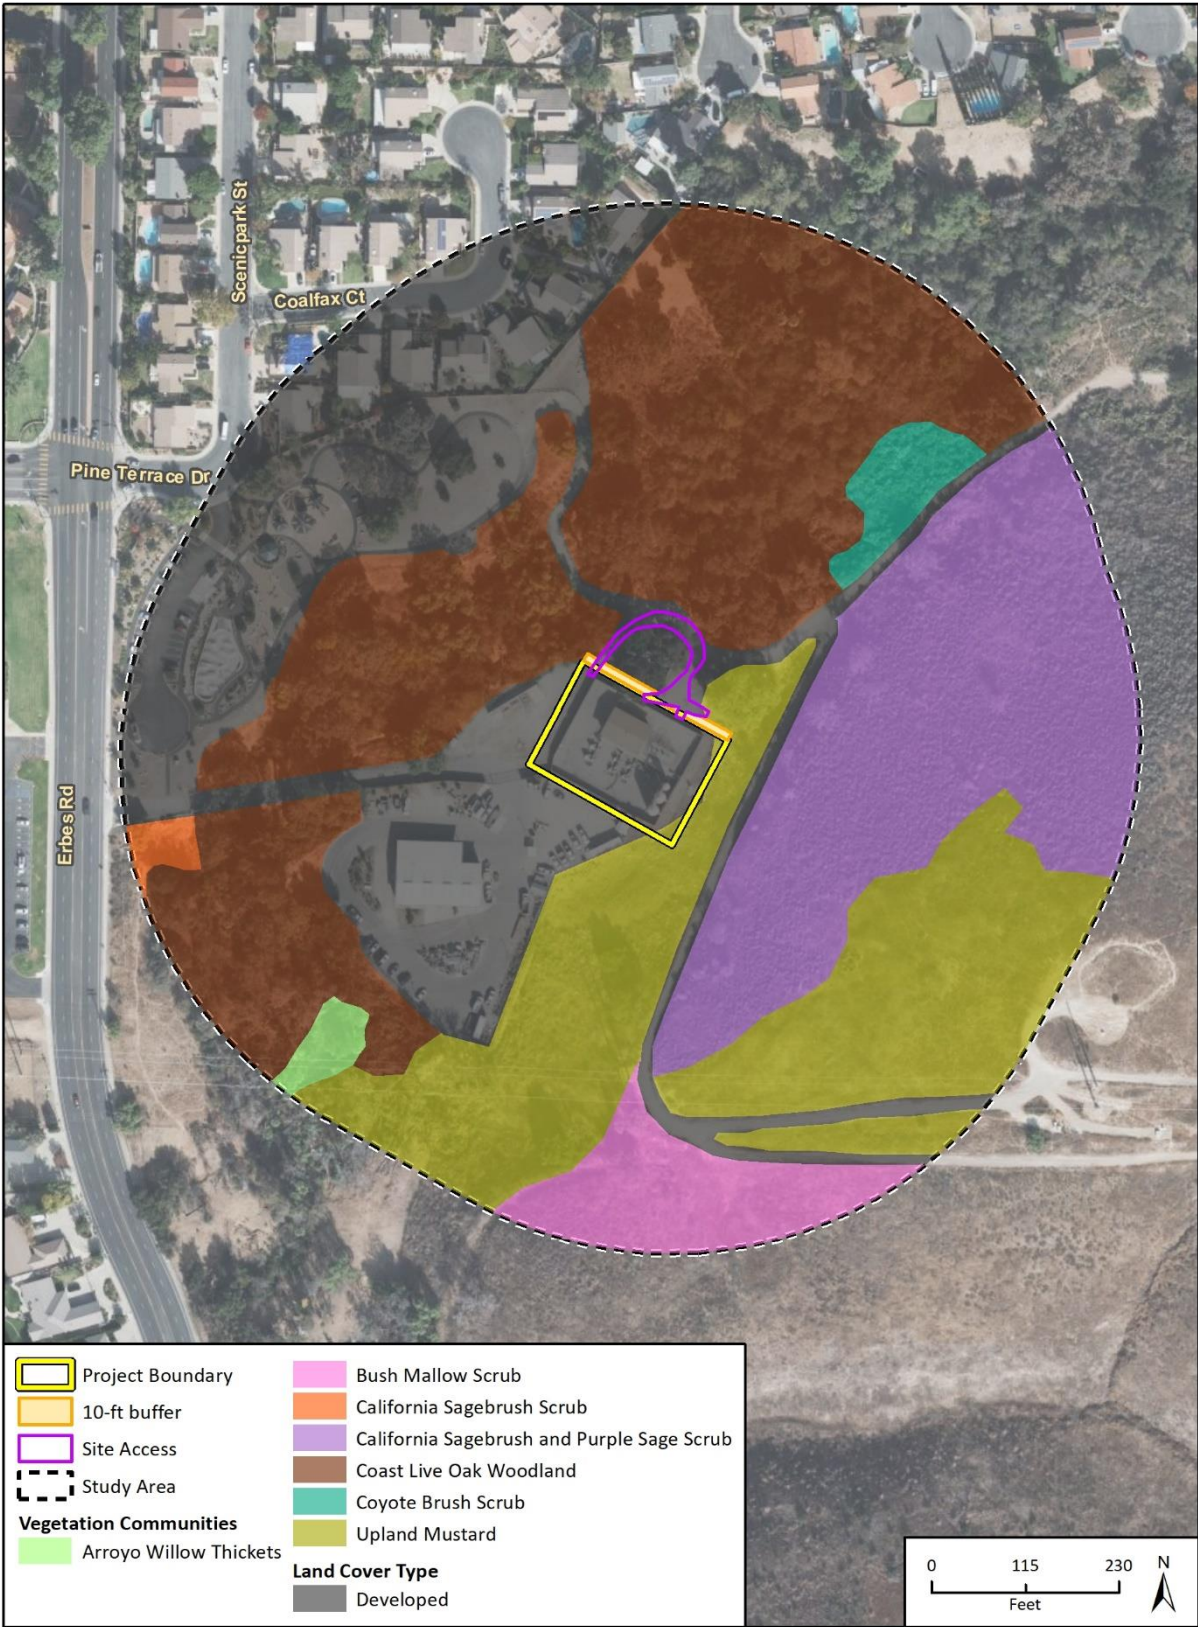 Scenicpark St
Coalfax Ct
Pine Terrace Dr
Erbes Rd
Project Boundary
10-ft buffer
Site Access
Study Area
Vegetation Communities
Arroyo Willow Thickets
Bush Mallow Scrub
California Sagebrush Scrub
California Sagebrush and Purple Sage Scrub
Coast Live Oak Woodland
Coyote Brush Scrub
Upland Mustard
Land Cover Type
Developed
0 115 230
Feet
N